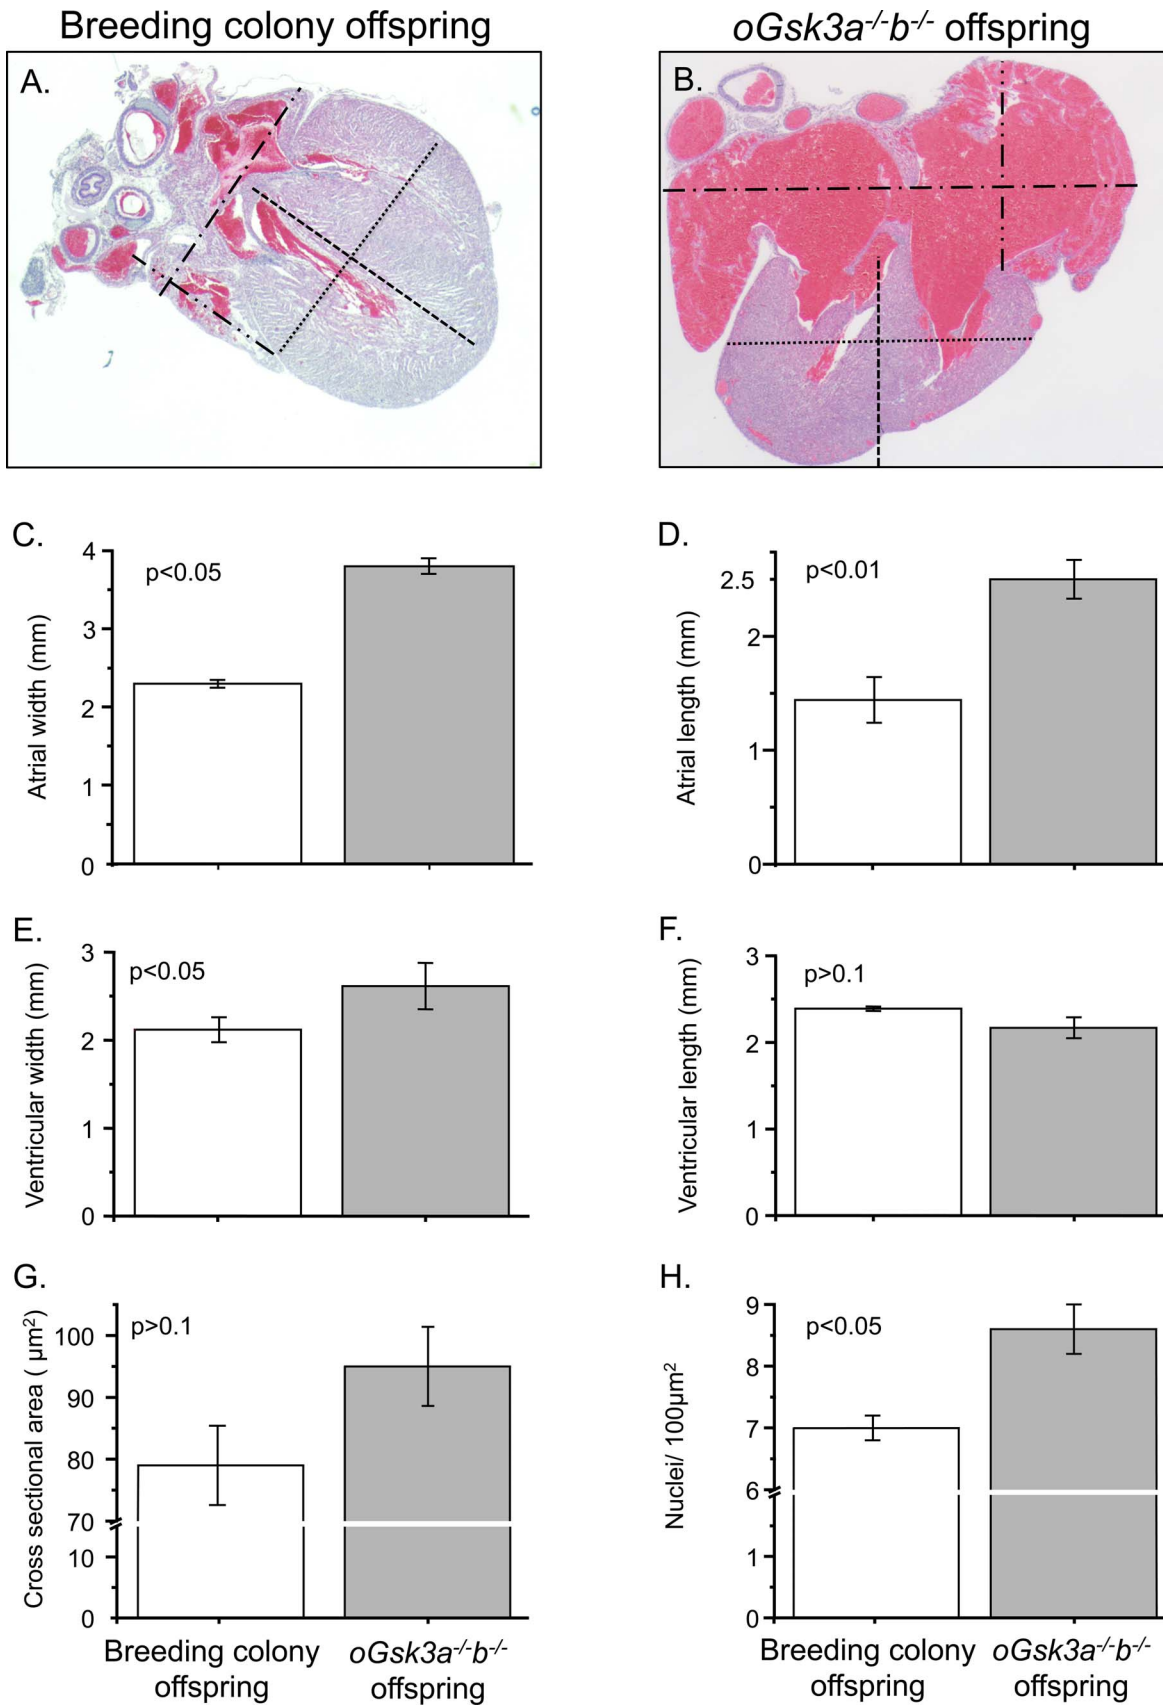 Breeding colony offspring
oGsk3a-/-b-/- offspring
A.
B.
C.
p<0.05
Atrial width (mm)
4
3
2
1
0
D.
p<0.01
Atrial length (mm)
2.5
2
1
0
E.
p<0.05
Ventricular width (mm)
3
2
1
0
F.
p>0.1
Ventricular length (mm)
3
2
1
0
G.
p>0.1
Cross sectional area ( µm²)
100
90
80
70
10
0
Breeding colony
offspring
oGsk3a-/-b-/-
offspring
H.
p<0.05
Nuclei/ 100µm²
9
8
7
6
1
0
Breeding colony
offspring
oGsk3a-/-b-/-
offspring